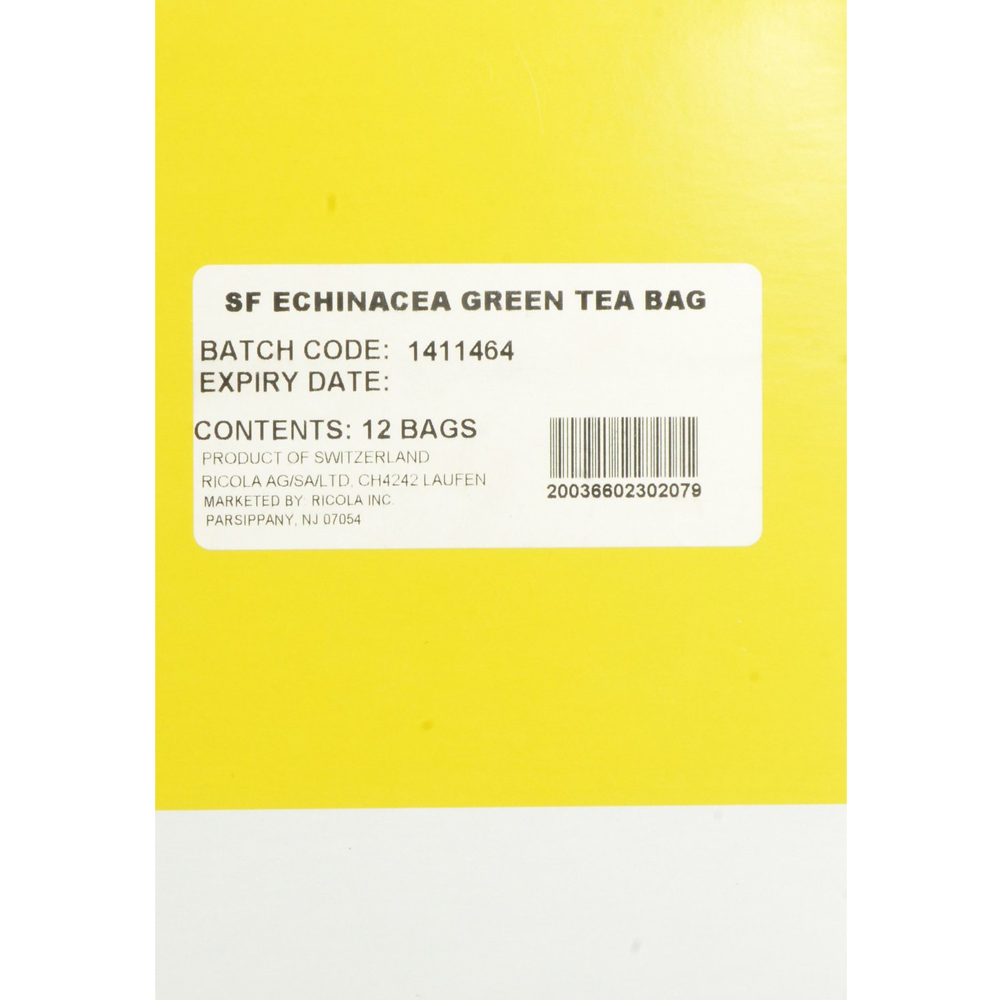 SF ECHINACEA GREEN TEA BAG
BATCH CODE: 1411464
EXPIRY DATE:
CONTENTS: 12 BAGS
PRODUCT OF SWITZERLAND
RICOLA AG/SA/LTD, CH4242 LAUFEN
MARKETED BY: RICOLA INC.
PARSIPPANY, NJ 07054
20036602302079